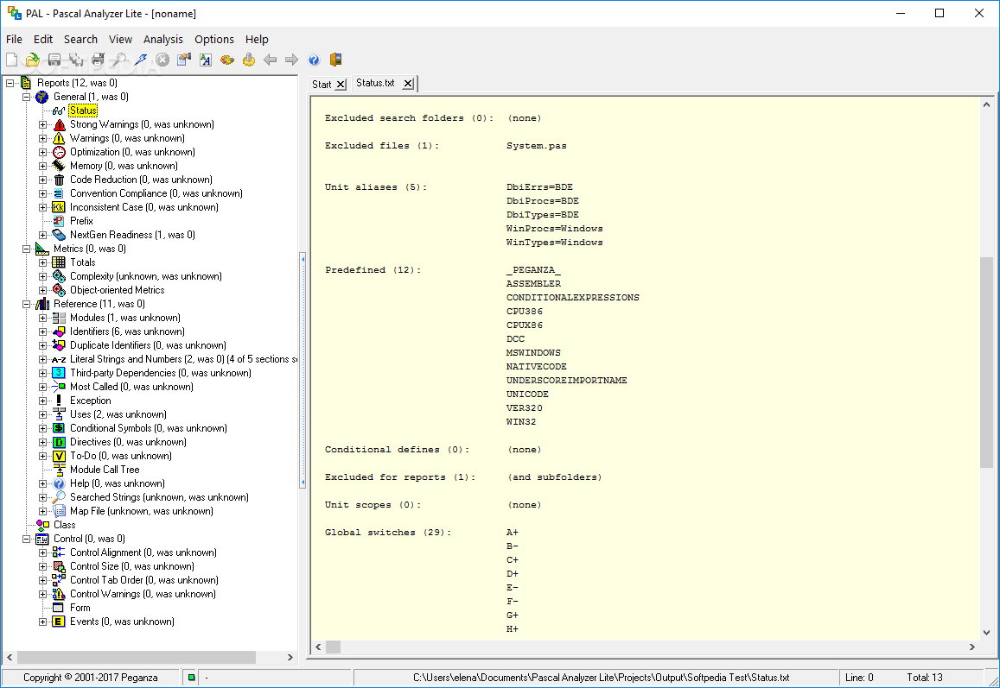 PAL - Pascal Analyzer Lite - [noname]
File Edit Search View Analysis Options Help
SOFTPEDIA
Reports (12, was 0)
General (1, was 0)
Status
Strong Warnings (0, was unknown)
Warnings (0, was unknown)
Optimization (0, was unknown)
Memory (0, was unknown)
Code Reduction (0, was unknown)
Convention Compliance (0, was unknown)
Kk Inconsistent Case (0, was unknown)
P Prefix
NextGen Readiness (1, was 0)
Metrics (0, was 0)
Totals
Complexity (unknown, was unknown)
Object-oriented Metrics
Reference (11, was 0)
Modules (1, was unknown)
Identifiers (6, was unknown)
Duplicate Identifiers (0, was unknown)
A-Z Literal Strings and Numbers (2, was 0) (4 of 5 sections s
3 Third-party Dependencies (0, was unknown)
Most Called (0, was unknown)
! Exception
Uses (2, was unknown)
$ Conditional Symbols (0, was unknown)
D Directives (0, was unknown)
V To-Do (0, was unknown)
Module Call Tree
? Help (0, was unknown)
Searched Strings (unknown, was unknown)
Map File (unknown, was unknown)
Class
Control (0, was 0)
Control Alignment (0, was unknown)
Control Size (0, was unknown)
Control Tab Order (0, was unknown)
Control Warnings (0, was unknown)
Form
E Events (0, was unknown)
Start Status.txt
Excluded search folders (0): (none)
Excluded files (1): System.pas
Unit aliases (5): DbiErrs=BDE
DbiProcs=BDE
DbiTypes=BDE
WinProcs=Windows
WinTypes=Windows
Predefined (12): _PEGANZA_
ASSEMBLER
CONDITIONALEXPRESSIONS
CPU386
CPUX86
DCC
MSWINDOWS
NATIVECODE
UNDERSCOREIMPORTNAME
UNICODE
VER320
WIN32
Conditional defines (0): (none)
Excluded for reports (1): (and subfolders)
Unit scopes (0): (none)
Global switches (29): A+
B-
C+
D+
E-
F-
G+
H+
Copyright © 2001-2017 Peganza - C:\Users\elena\Documents\Pascal Analyzer Lite\Projects\Output\Softpedia Test\Status.txt Line: 0 Total: 13